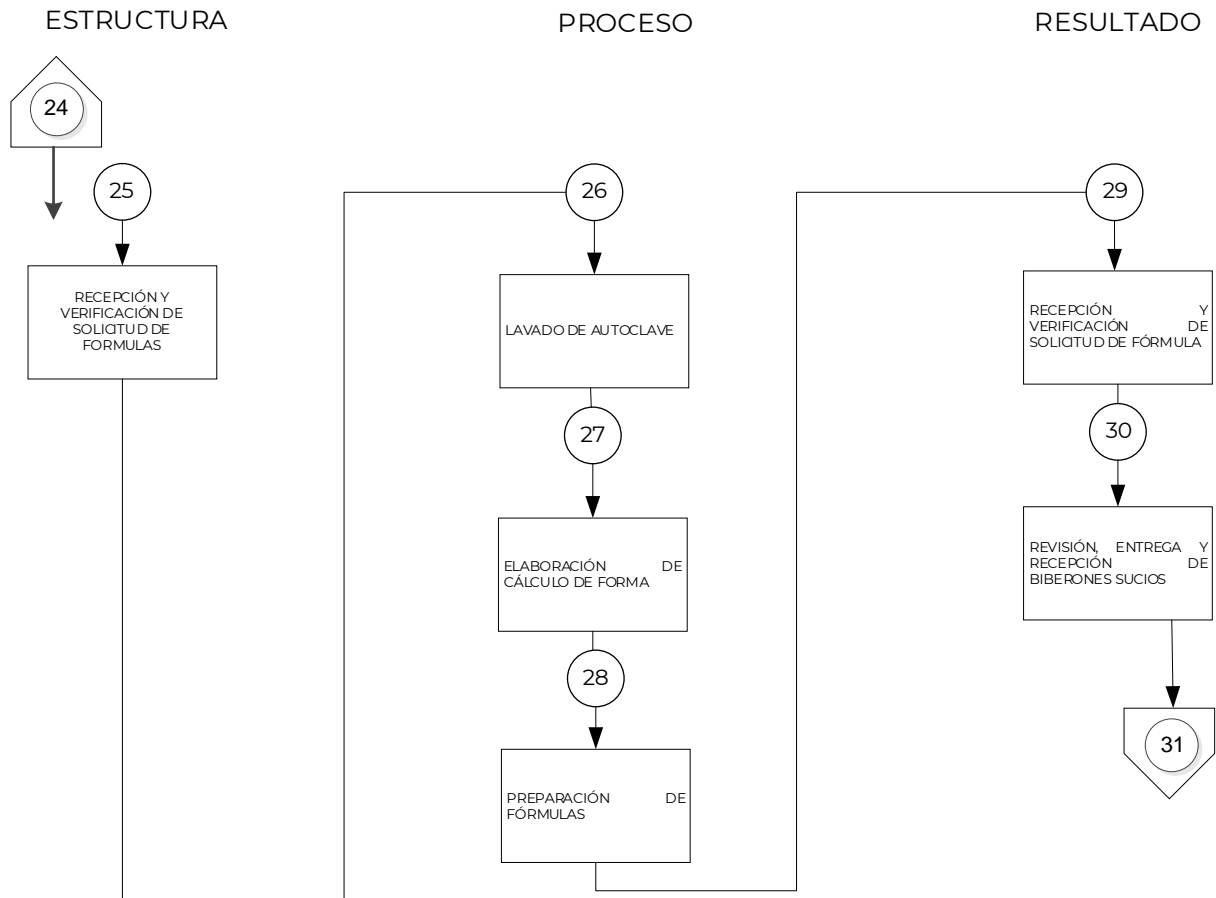 ESTRUCTURA
PROCESO
RESULTADO
24
25
RECEPCIÓN Y
VERIFICACIÓN DE
SOLICITUD DE
FORMULAS
26
LAVADO DE AUTOCLAVE
27
ELABORACIÓN DE
CÁLCULO DE FORMA
28
PREPARACIÓN DE
FÓRMULAS
29
RECEPCIÓN Y
VERIFICACIÓN DE
SOLICITUD DE FÓRMULA
30
REVISIÓN, ENTREGA Y
RECEPCIÓN DE
BIBERONES SUCIOS
31